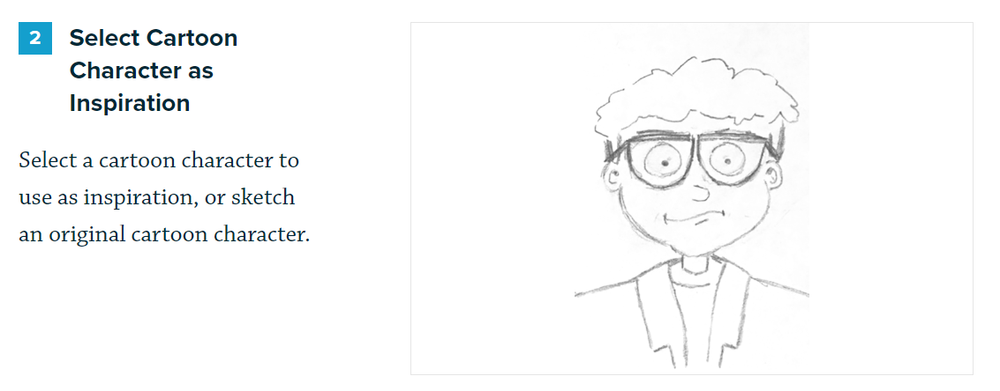 2
Select Cartoon
Character as
Inspiration
Select a cartoon character to
use as inspiration, or sketch
an original cartoon character.